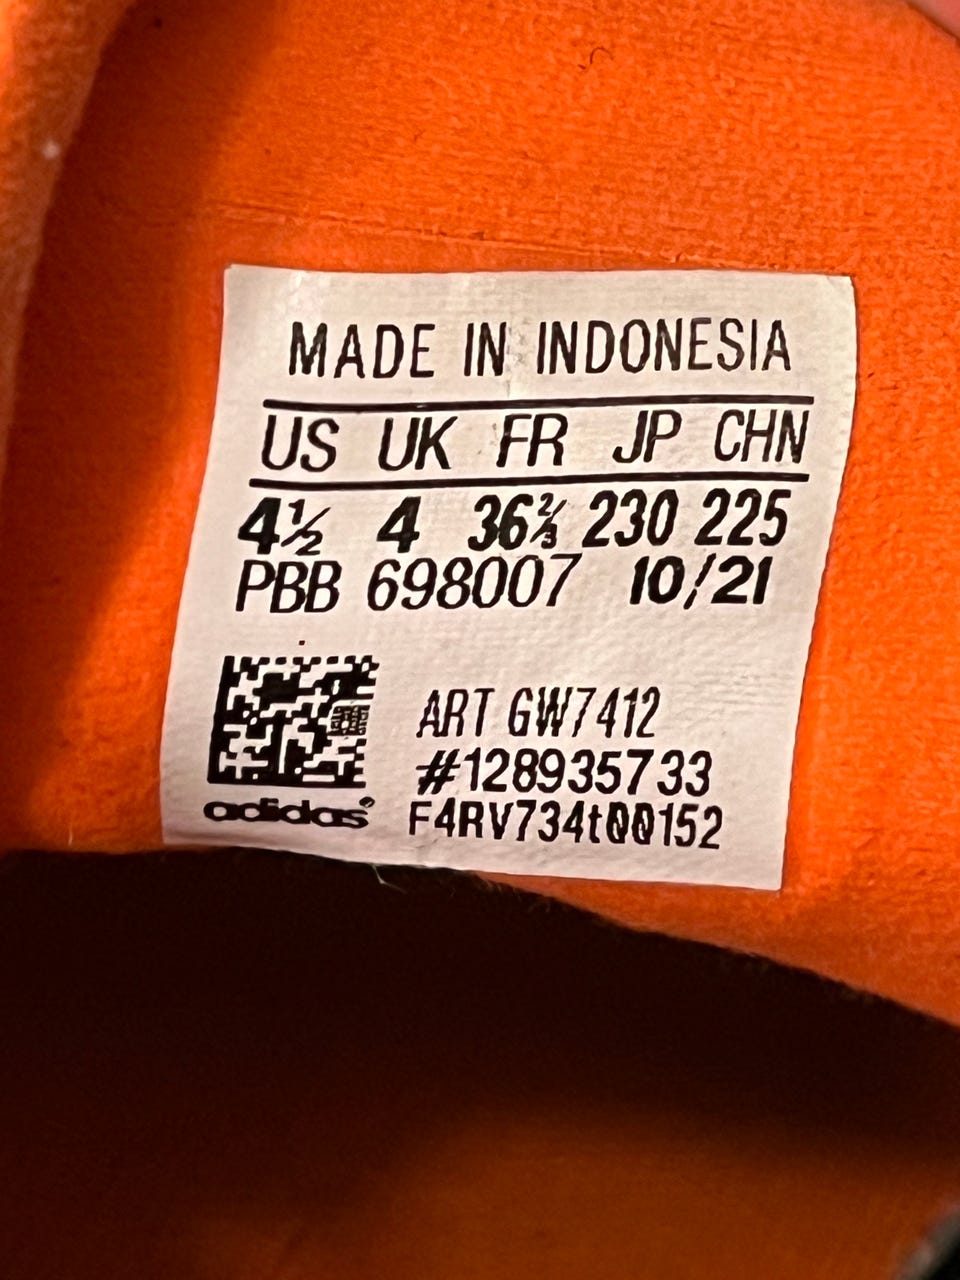 MADE IN INDONESIA
US UK FR JP CHN
4½ 4 36⅔ 230 225
PBB 698007 10/21
ART GW7412
#128935733
adidas F4RV734t00152